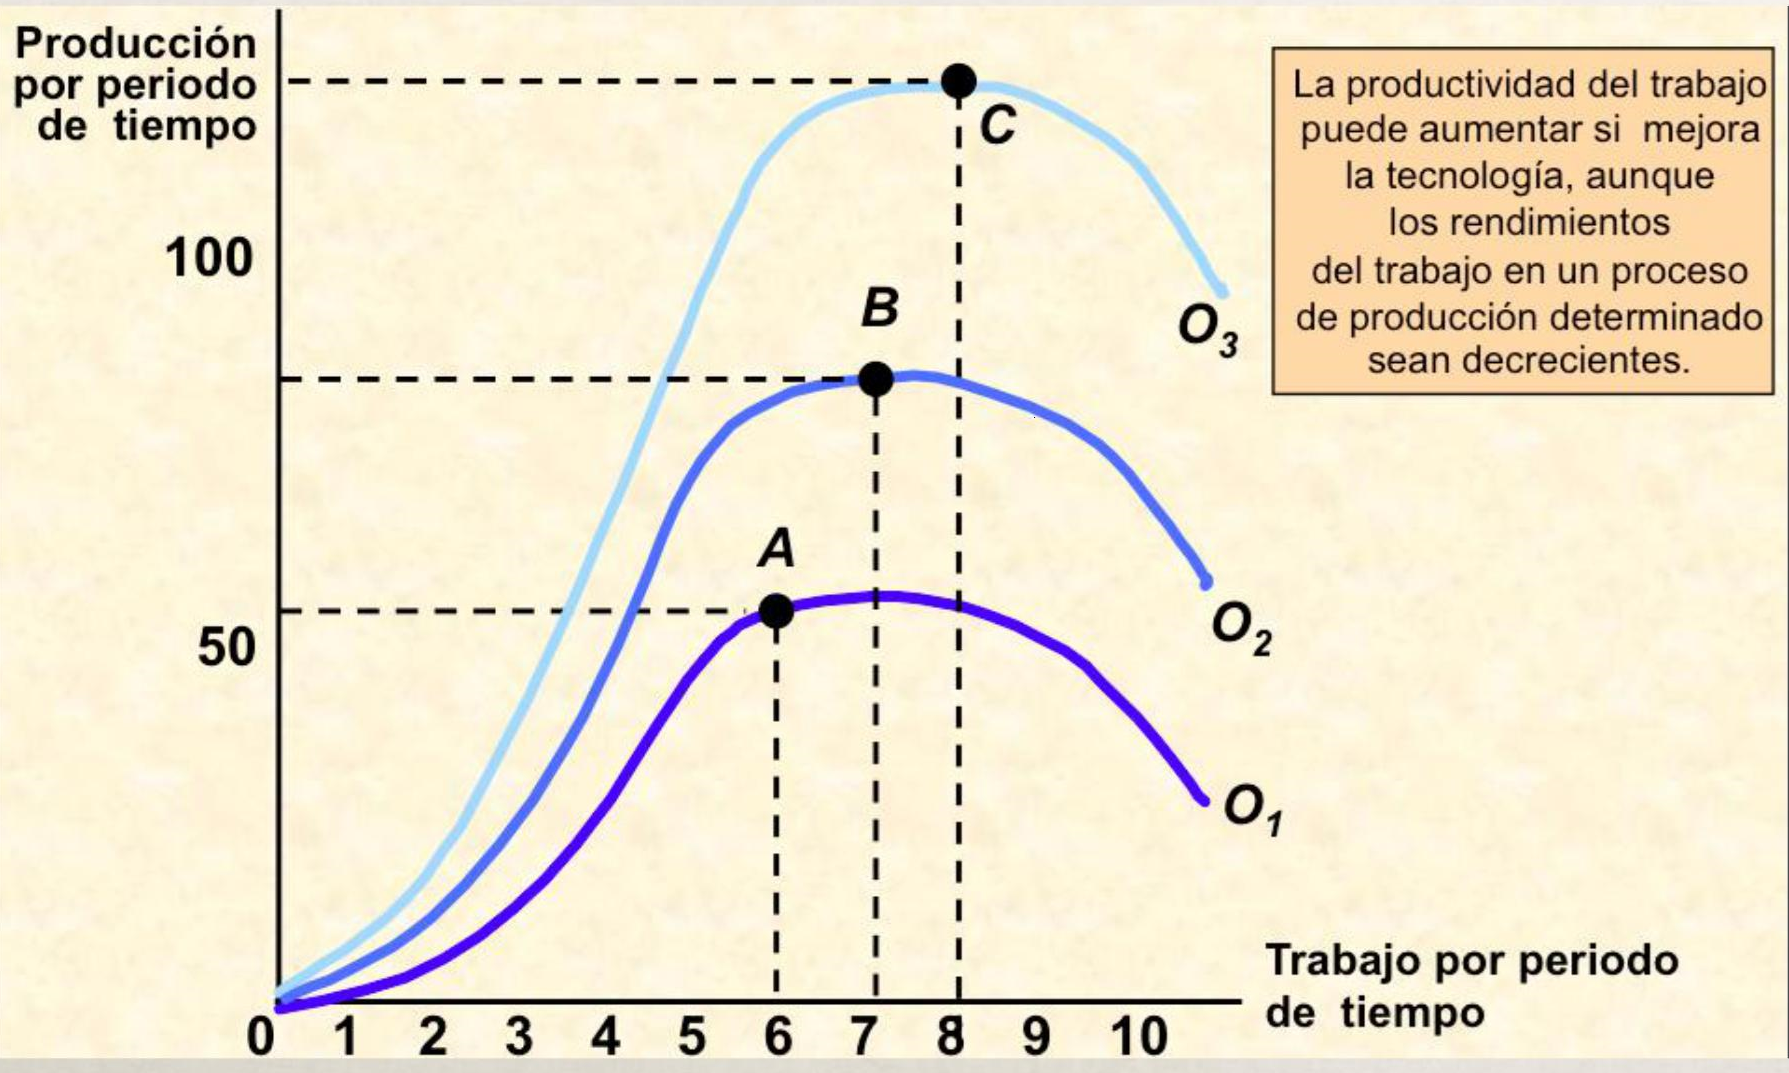 Producción
por periodo
de tiempo
La productividad del trabajo
puede aumentar si mejora
la tecnología, aunque
los rendimientos
del trabajo en un proceso
de producción determinado
sean decrecientes.
C
100
B
O3
A
50
O2
O1
Trabajo por periodo
de tiempo
0 1 2 3 4 5 6 7 8 9 10